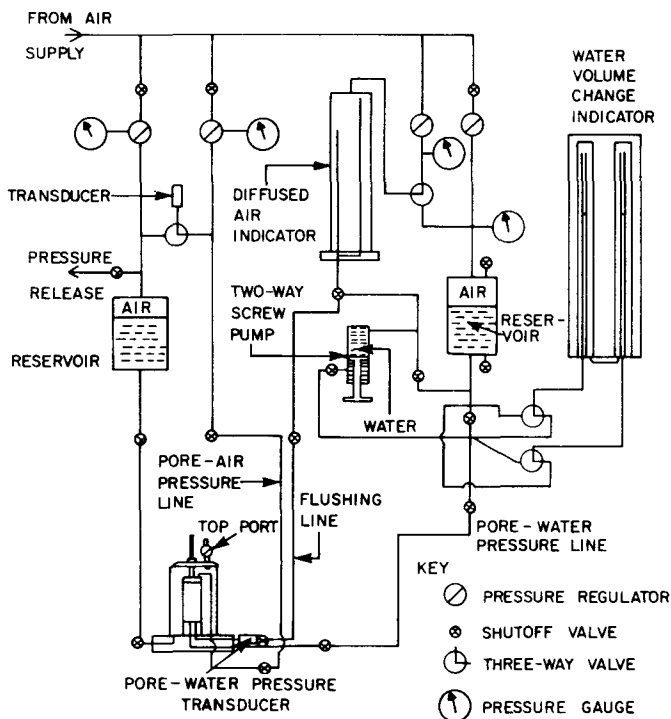 FROM AIR
SUPPLY
WATER
VOLUME
CHANGE
INDICATOR
TRANSDUCER
DIFFUSED
AIR
INDICATOR
PRESSURE
RELEASE
AIR
RESERVOIR
TWO-WAY
SCREW
PUMP
AIR
RESER-
VOIR
WATER
PORE-AIR
PRESSURE
LINE
FLUSHING
LINE
TOP PORT
PORE-WATER
PRESSURE LINE
PORE-WATER PRESSURE
TRANSDUCER
KEY
PRESSURE REGULATOR
SHUTOFF VALVE
THREE-WAY VALVE
PRESSURE GAUGE